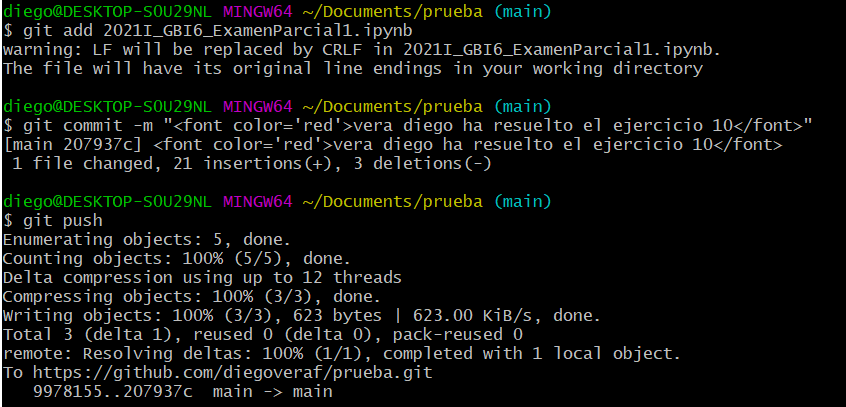 diego@DESKTOP-SOU29NL MINGW64 ~/Documents/prueba (main)
$ git add 2021I_GBI6_ExamenParcial1.ipynb
warning: LF will be replaced by CRLF in 2021I_GBI6_ExamenParcial1.ipynb.
The file will have its original line endings in your working directory
diego@DESKTOP-SOU29NL MINGW64 ~/Documents/prueba (main)
$ git commit -m "<font color='red'>vera diego ha resuelto el ejercicio 10</font>"
[main 207937c] <font color='red'>vera diego ha resuelto el ejercicio 10</font>
 1 file changed, 21 insertions(+), 3 deletions(-)
diego@DESKTOP-SOU29NL MINGW64 ~/Documents/prueba (main)
$ git push
Enumerating objects: 5, done.
Counting objects: 100% (5/5), done.
Delta compression using up to 12 threads
Compressing objects: 100% (3/3), done.
Writing objects: 100% (3/3), 623 bytes | 623.00 KiB/s, done.
Total 3 (delta 1), reused 0 (delta 0), pack-reused 0
remote: Resolving deltas: 100% (1/1), completed with 1 local object.
To https://github.com/diegoveraf/prueba.git
   9978155..207937c  main -> main